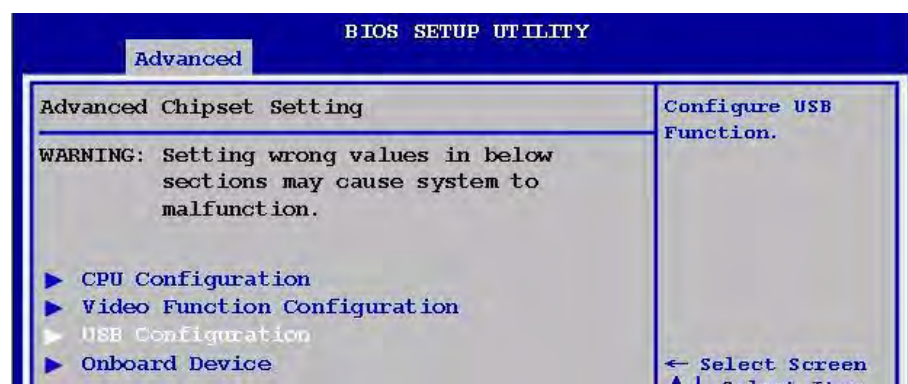 BIOS SETUP UTILITY
Advanced
Advanced Chipset Setting
WARNING: Setting wrong values in below
sections may cause system to
malfunction.
► CPU Configuration
► Video Function Configuration
► USB Configuration
► Onboard Device
Configure USB
Function.
← Select Screen